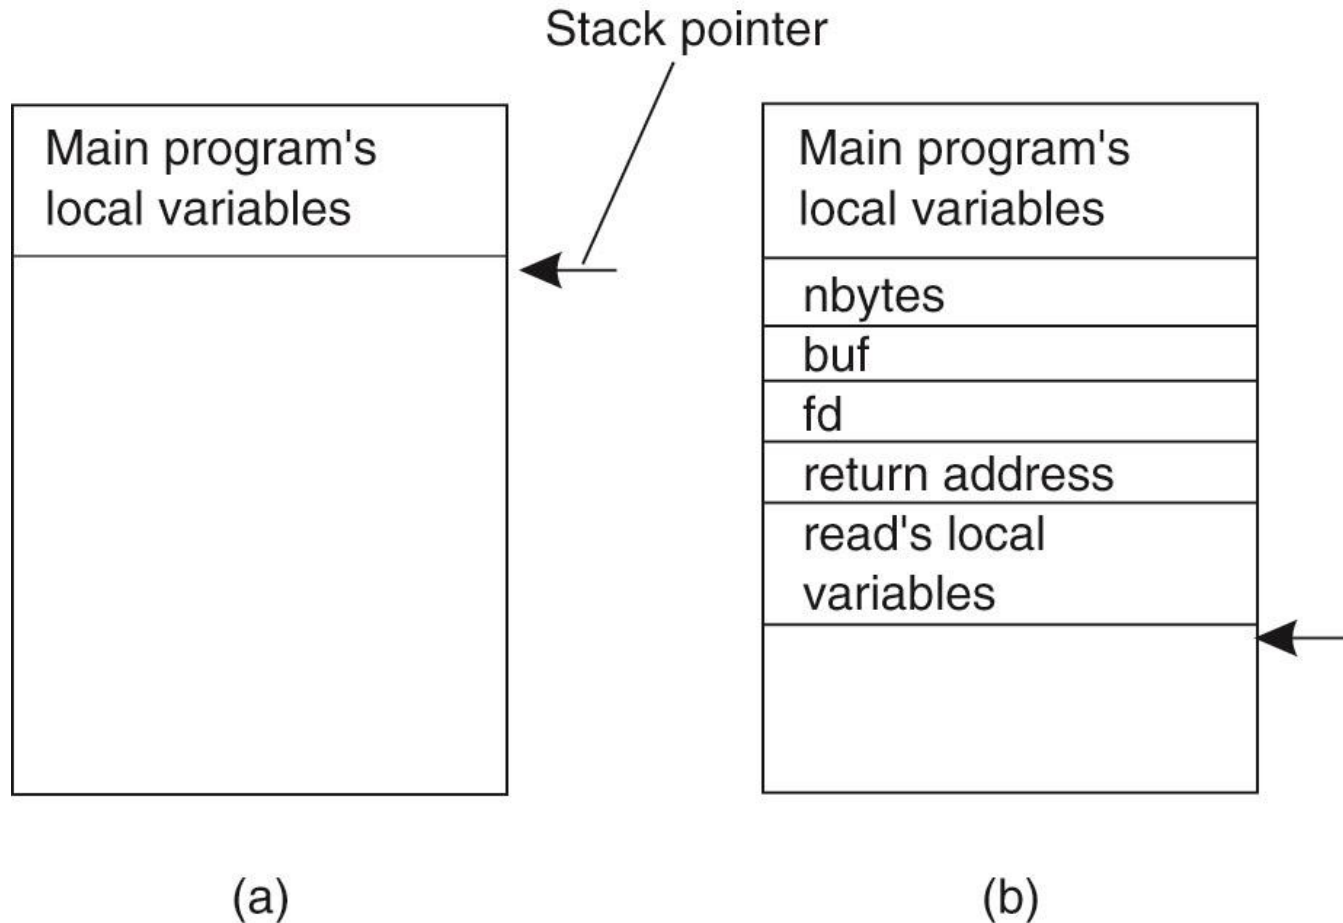 Stack pointer
Main program's
local variables
Main program's
local variables
nbytes
buf
fd
return address
read's local
variables
(a)
(b)